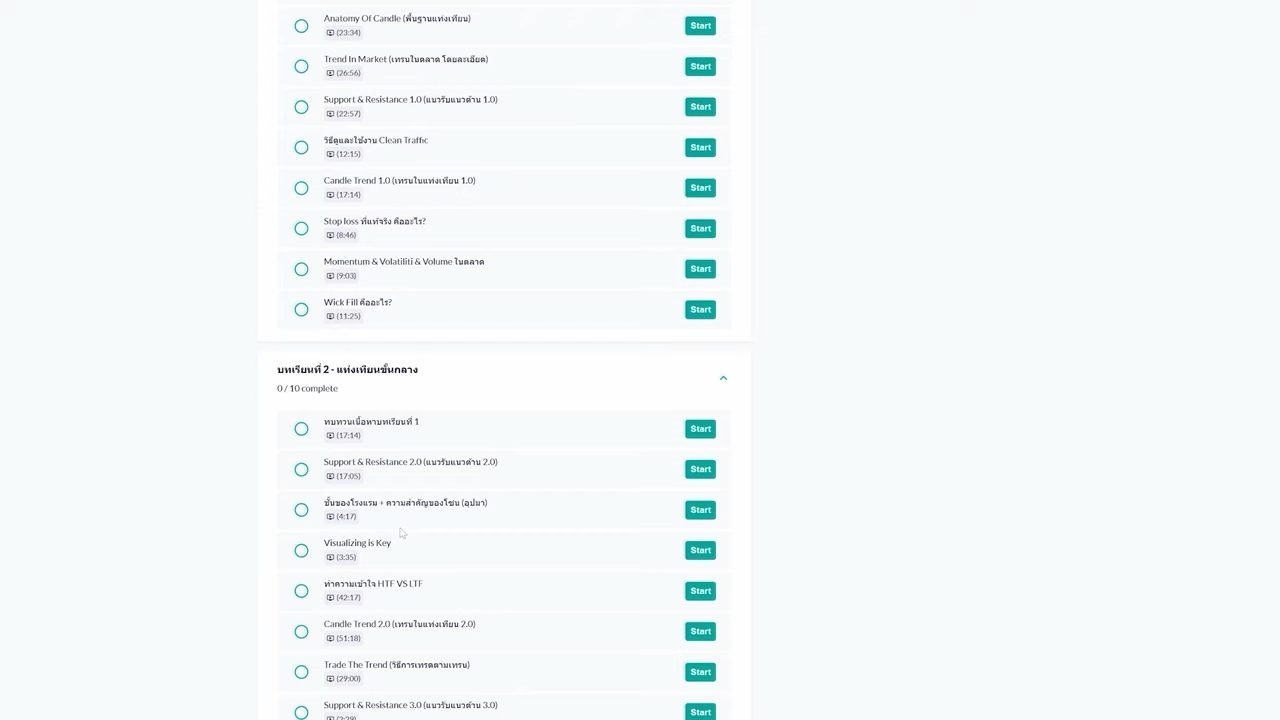 Anatomy Of Candle (พื้นฐานแท่งเทียน)
(23:34)
Start
Trend In Market (เทรนในตลาด โดยละเอียด)
(26:56)
Start
Support & Resistance 1.0 (แนวรับแนวต้าน 1.0)
(22:57)
Start
วิธีดูและใช้งาน Clean Traffic
(12:15)
Start
Candle Trend 1.0 (เทรนในแท่งเทียน 1.0)
(17:14)
Start
Stop loss ที่แท้จริง คืออะไร?
(8:46)
Start
Momentum & Volatiliti & Volume ในตลาด
(9:03)
Start
Wick Fill คืออะไร?
(11:25)
Start
บทเรียนที่ 2 - แท่งเทียนขั้นกลาง
0 / 10 complete
ทบทวนเนื้อหาบทเรียนที่ 1
(17:14)
Start
Support & Resistance 2.0 (แนวรับแนวต้าน 2.0)
(17:05)
Start
ชั้นของโรงแรม + ความสำคัญของโซน (อุปมา)
(4:17)
Start
Visualizing is Key
(3:35)
Start
ทำความเข้าใจ HTF VS LTF
(42:17)
Start
Candle Trend 2.0 (เทรนในแท่งเทียน 2.0)
(51:18)
Start
Trade The Trend (วิธีการเทรดตามเทรน)
(29:00)
Start
Support & Resistance 3.0 (แนวรับแนวต้าน 3.0)
Start